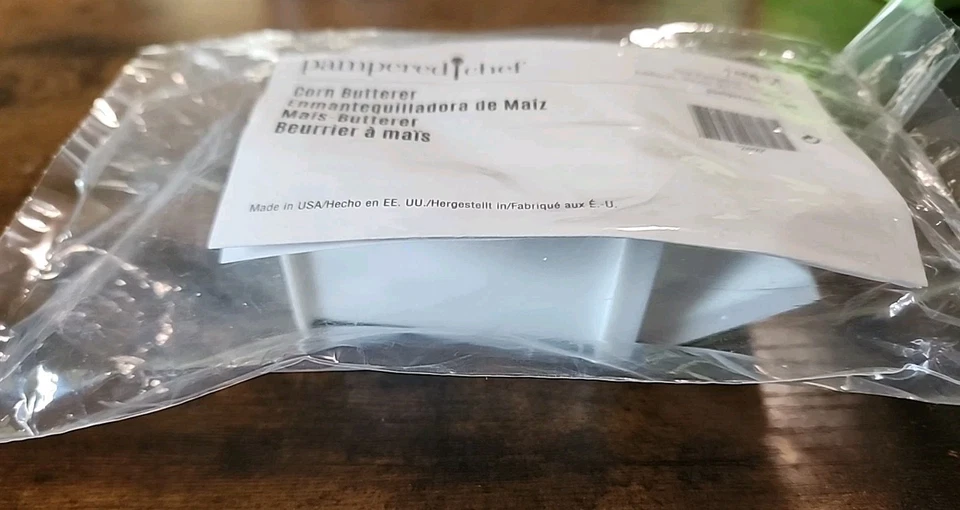 pampered chef
Corn Butterer
Enmantequilladora de Maíz
Mais-Butterer
Beurrier à maïs
Made in USA/Hecho en EE. UU./Hergestellt in/Fabriqué aux É.-U.